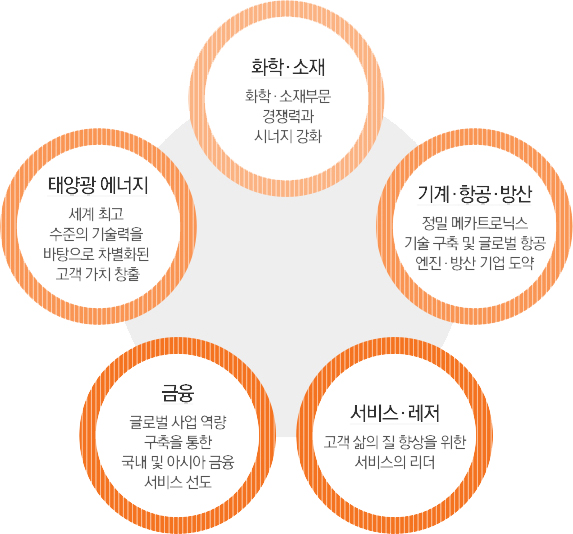 화학·소재
화학·소재부문
경쟁력과
시너지 강화
태양광 에너지
세계 최고
수준의 기술력을
바탕으로 차별화된
고객 가치 창출
기계·항공·방산
정밀 메카트로닉스
기술 구축 및 글로벌 항공
엔진·방산 기업 도약
금융
글로벌 사업 역량
구축을 통한
국내 및 아시아 금융
서비스 선도
서비스·레저
고객 삶의 질 향상을 위한
서비스의 리더